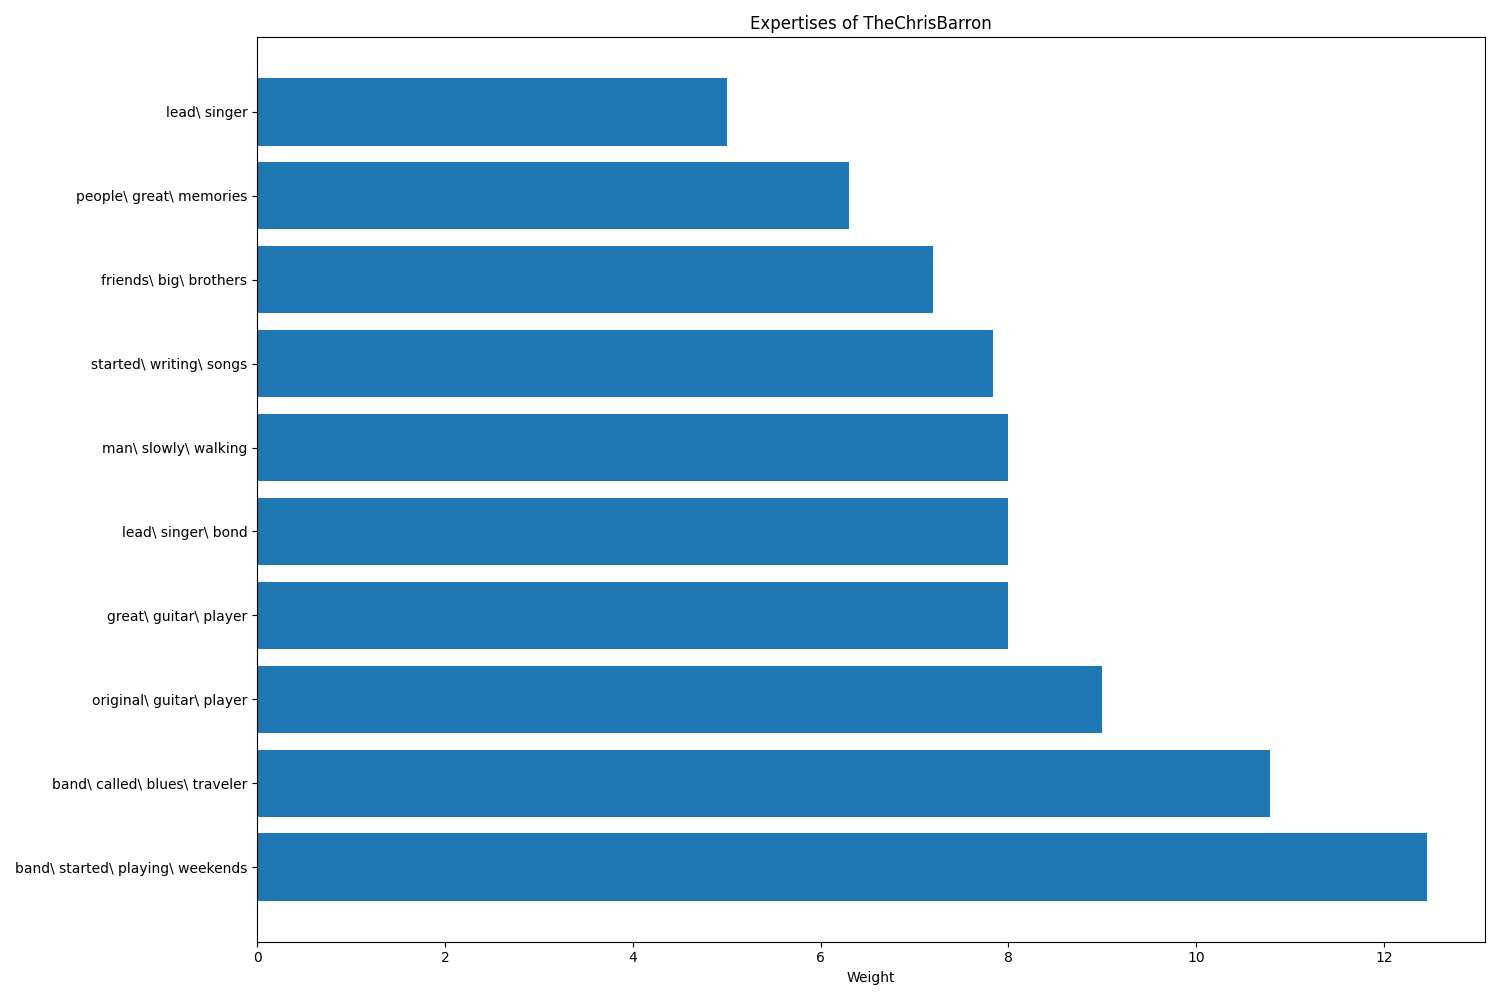 Expertises of TheChrisBarron
lead\ singer
people\ great\ memories
friends\ big\ brothers
started\ writing\ songs
man\ slowly\ walking
lead\ singer\ bond
great\ guitar\ player
original\ guitar\ player
band\ called\ blues\ traveler
band\ started\ playing\ weekends
0 2 4 6 8 10 12
Weight